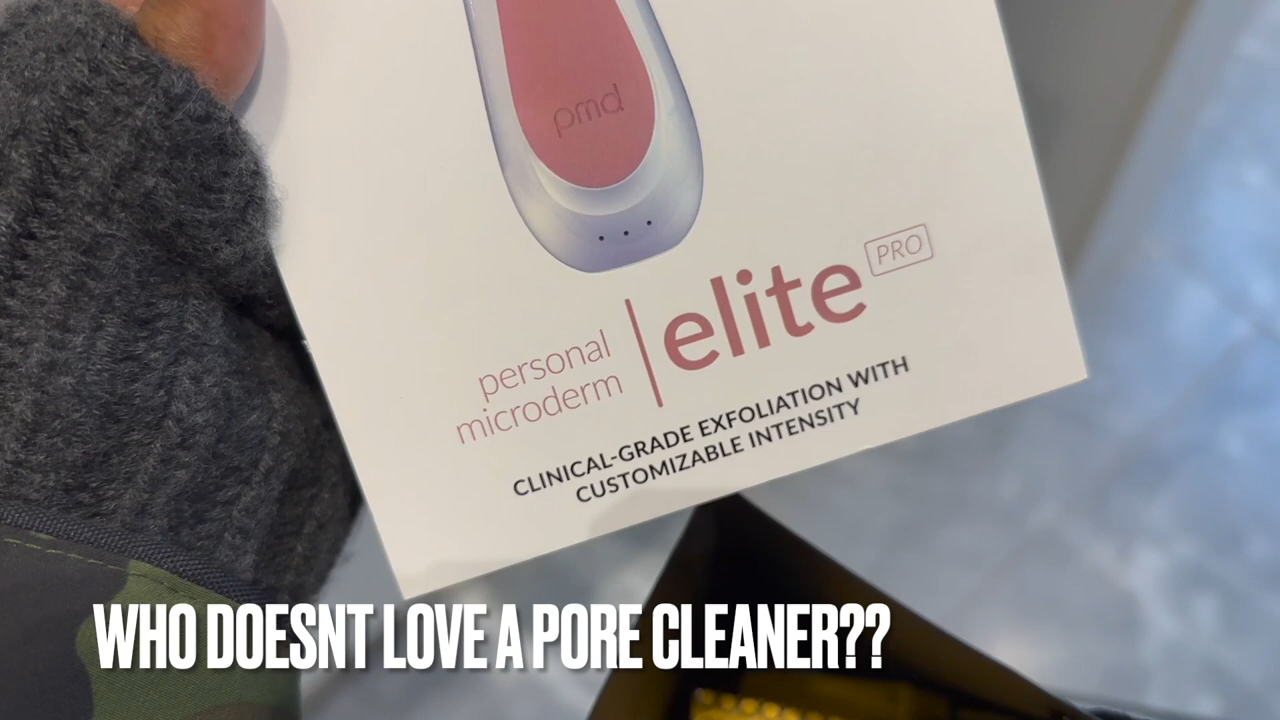 pmd
personal
microderm
elite PRO
CLINICAL-GRADE EXFOLIATION WITH
CUSTOMIZABLE INTENSITY
WHO DOESNT LOVE A PORE CLEANER??